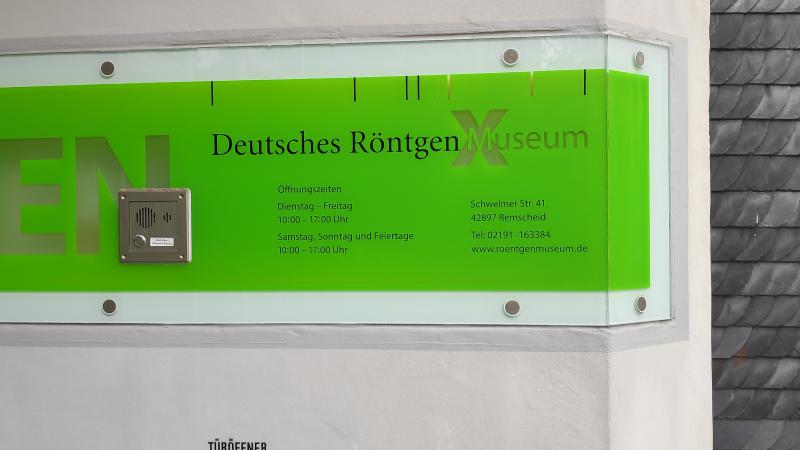 EN
Deutsches Röntgen Museum
X
Öffnungszeiten
Dienstag – Freitag
10:00 – 17:00 Uhr
Samstag, Sonntag und Feiertage
10:00 – 17:00 Uhr
Schwelmer Str. 41
42897 Remscheid
Tel: 02191 - 163384
www.roentgenmuseum.de
TÜRÖFFNER